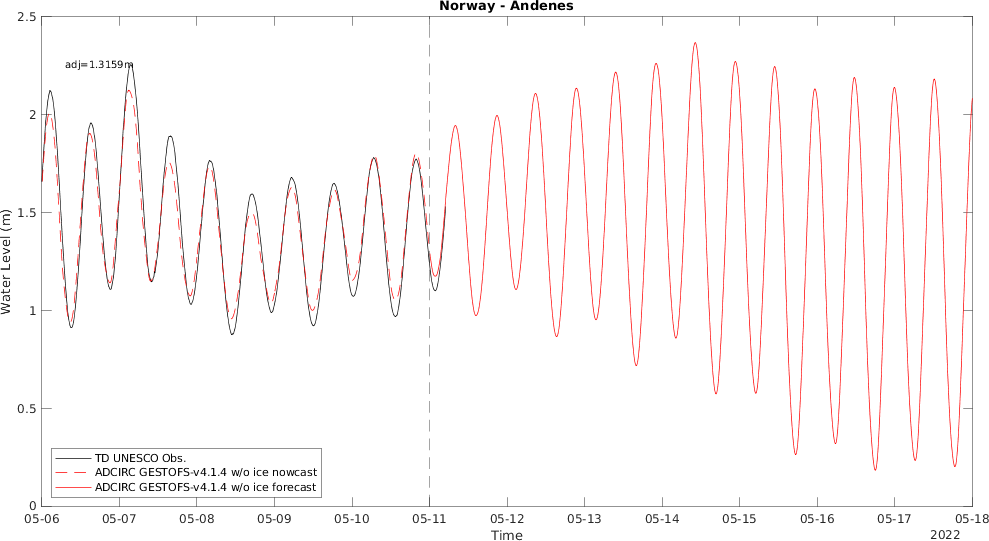 Norway - Andenes
2.5
adj=1.3159m
2
1.5
Water Level (m)
1
0.5
TD UNESCO Obs.
ADCIRC GESTOFS-v4.1.4 w/o ice nowcast
ADCIRC GESTOFS-v4.1.4 w/o ice forecast
0
05-06 05-07 05-08 05-09 05-10 05-11 05-12 05-13 05-14 05-15 05-16 05-17 05-18
Time
2022